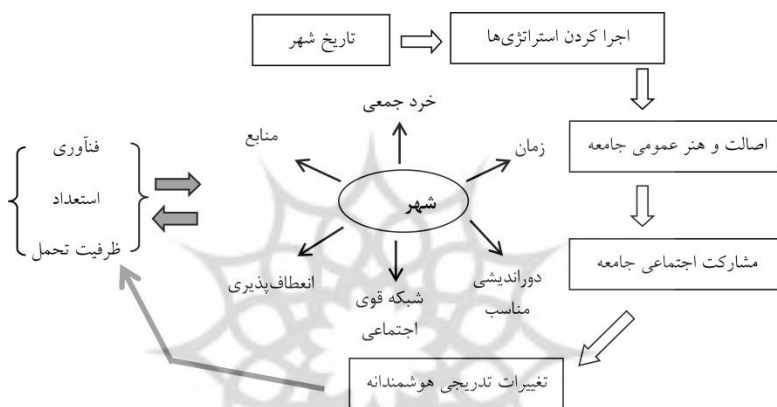 تاریخ شهر
اجرا کردن استراتژی‌ها
اصالت و هنر عمومی جامعه
مشارکت اجتماعی جامعه
تغییرات تدریجی هوشمندانه
خرد جمعی
زمان
منابع
شهر
دوراندیشی
مناسب
شبکه قوی
اجتماعی
انعطاف‌پذیری
فنآوری
استعداد
ظرفیت تحمل